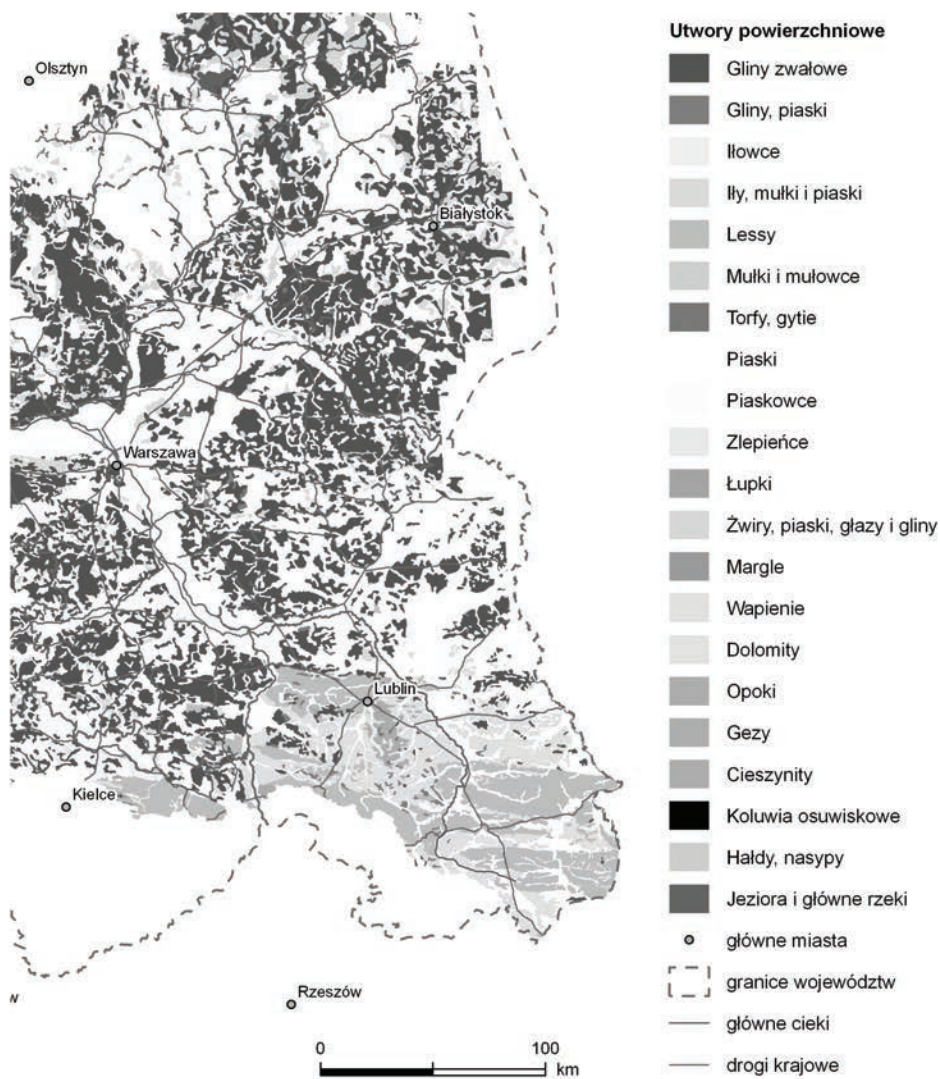 Olsztyn
Białystok
Warszawa
Lublin
Kielce
Rzeszów
w
0 100
km
Utwory powierzchniowe
Gliny zwałowe
Gliny, piaski
Iłowce
Iły, mułki i piaski
Lessy
Mułki i mułowce
Torfy, gytie
Piaski
Piaskowce
Zlepieńce
Łupki
Żwiry, piaski, głazy i gliny
Margle
Wapienie
Dolomity
Opoki
Gezy
Cieszynity
Koluwia osuwiskowe
Hałdy, nasypy
Jeziora i główne rzeki
główne miasta
granice województw
główne cieki
drogi krajowe